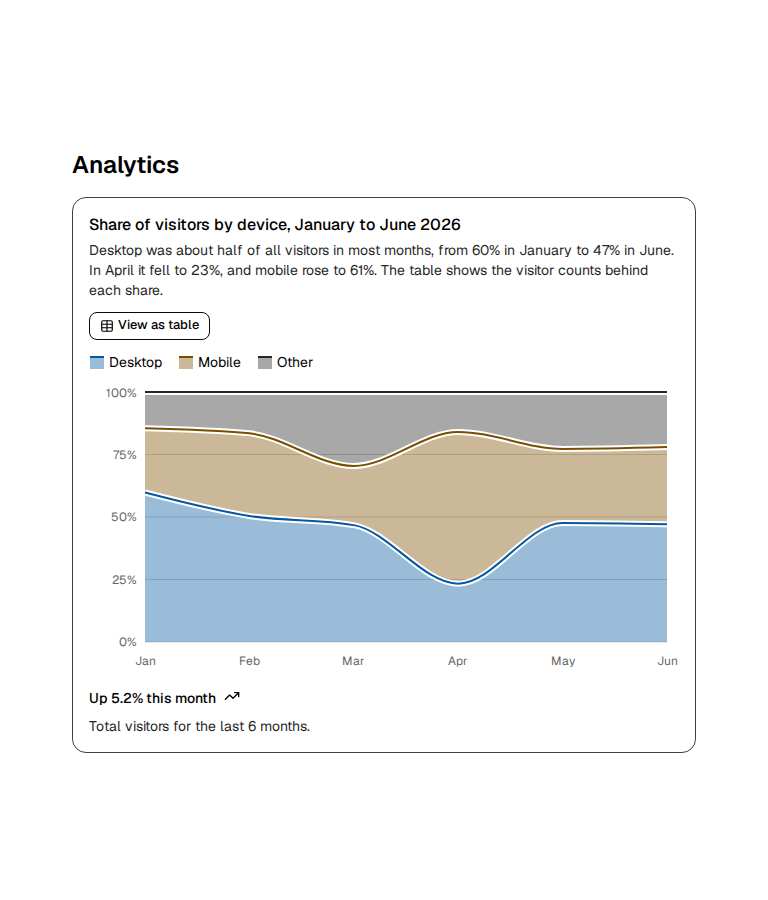 Analytics
Share of visitors by device, January to June 2026
Desktop was about half of all visitors in most months, from 60% in January to 47% in June.
In April it fell to 23%, and mobile rose to 61%. The table shows the visitor counts behind
each share.
View as table
Desktop Mobile Other
100%
75%
50%
25%
0%
Jan Feb Mar Apr May Jun
Up 5.2% this month
Total visitors for the last 6 months.